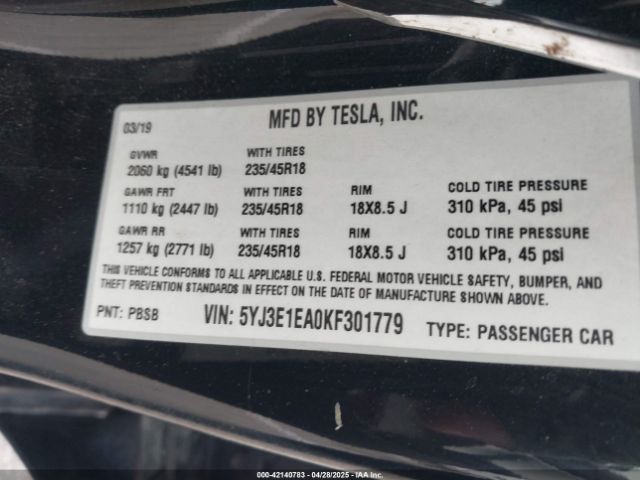 03/19 MFD BY TESLA, INC.
GVWR WITH TIRES
2060 kg (4541 lb) 235/45R18
GAWR FRT WITH TIRES RIM COLD TIRE PRESSURE
1110 kg (2447 lb) 235/45R18 18X8.5 J 310 kPa, 45 psi
GAWR RR WITH TIRES RIM COLD TIRE PRESSURE
1257 kg (2771 lb) 235/45R18 18X8.5 J 310 kPa, 45 psi
THIS VEHICLE CONFORMS TO ALL APPLICABLE U.S. FEDERAL MOTOR VEHICLE SAFETY, BUMPER, AND
THEFT PREVENTION STANDARDS IN EFFECT ON THE DATE OF MANUFACTURE SHOWN ABOVE.
PNT: PBSB VIN: 5YJ3E1EA0KF301779 TYPE: PASSENGER CAR
000-42140783 - 04/28/2025 - IAAI.CA